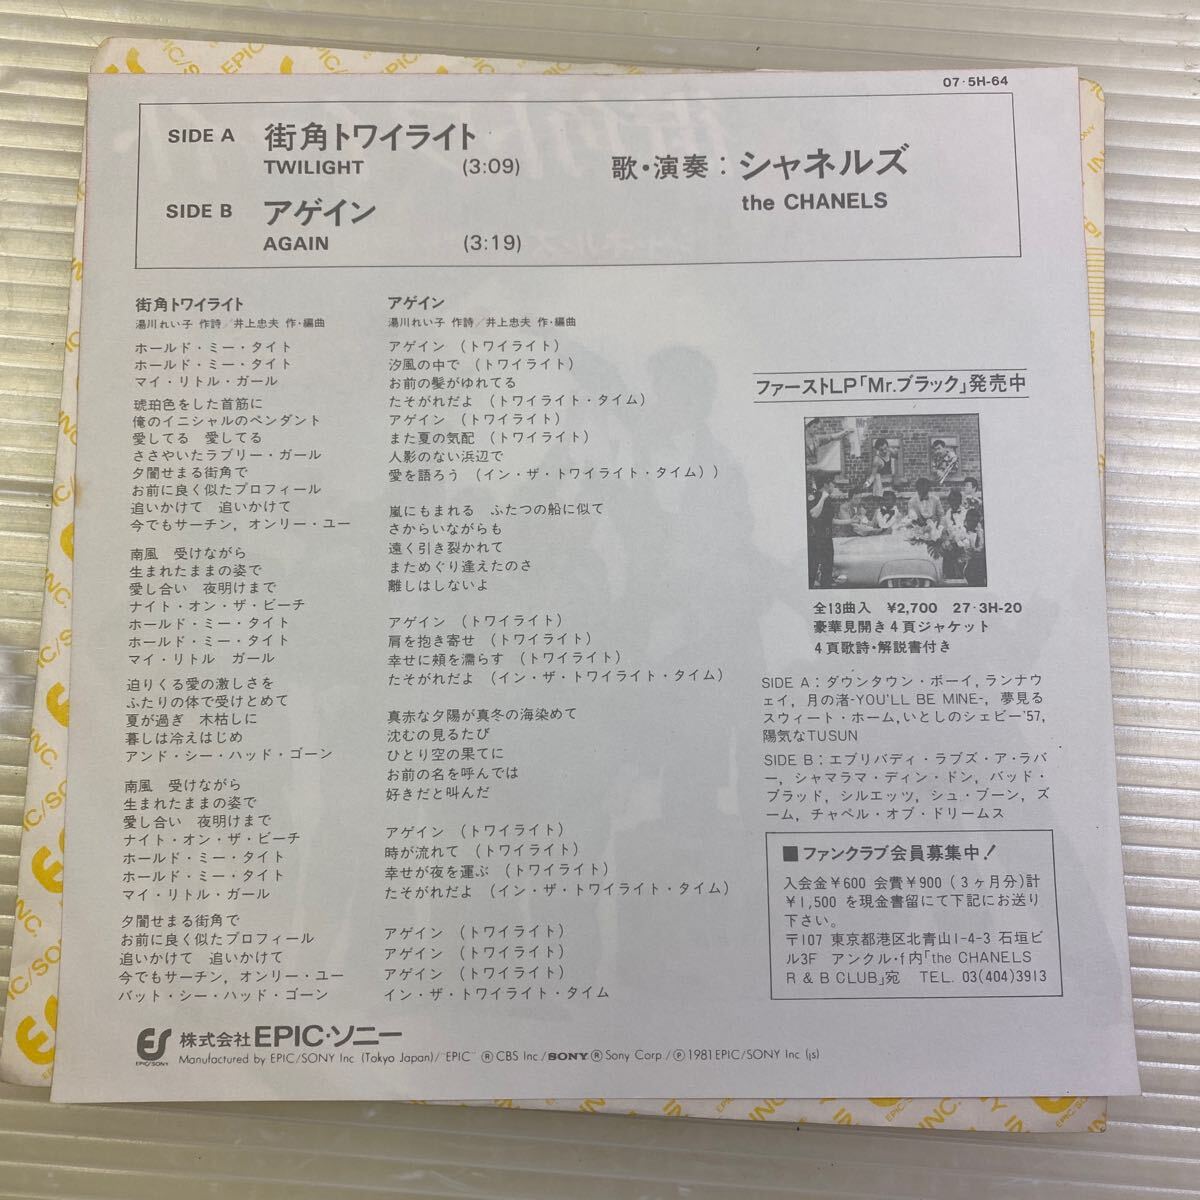 07・5H-64
SIDE A 街角トワイライト
TWILIGHT (3:09)
SIDE B アゲイン
AGAIN (3:19)
歌・演奏：シャネルズ
the CHANELS
街角トワイライト
湯川れい子 作詩／井上忠夫 作・編曲
ホールド・ミー・タイト
ホールド・ミー・タイト
マイ・リトル・ガール
琥珀色をした首筋に
俺のイニシャルのペンダント
愛してる 愛してる
ささやいたラブリー・ガール
夕闇せまる街角で
お前に良く似たプロフィール
追いかけて 追いかけて
今でもサーチン，オンリー・ユー
南風 受けながら
生まれたままの姿で
愛し合い 夜明けまで
ナイト・オン・ザ・ビーチ
ホールド・ミー・タイト
ホールド・ミー・タイト
マイ・リトル ガール
迫りくる愛の激しさを
ふたりの体で受けとめて
夏が過ぎ 木枯しに
暮しは冷えはじめ
アンド・シー・ハッド・ゴーン
南風 受けながら
生まれたままの姿で
愛し合い 夜明けまで
ナイト・オン・ザ・ビーチ
ホールド・ミー・タイト
ホールド・ミー・タイト
マイ・リトル・ガール
夕闇せまる街角で
お前に良く似たプロフィール
追いかけて 追いかけて
今でもサーチン，オンリー・ユー
バット・シー・ハッド・ゴーン
アゲイン
湯川れい子 作詩／井上忠夫 作・編曲
アゲイン （トワイライト）
汐風の中で （トワイライト）
お前の髪がゆれてる
たそがれだよ （トワイライト・タイム）
アゲイン （トワイライト）
また夏の気配 （トワイライト）
人影のない浜辺で
愛を語ろう （イン・ザ・トワイライト・タイム））
嵐にもまれる ふたつの船に似て
さからいながらも
遠く引き裂かれて
まためぐり逢えたのさ
離しはしないよ
アゲイン （トワイライト）
肩を抱き寄せ （トワイライト）
幸せに頬を濡らす （トワイライト）
たそがれだよ （イン・ザ・トワイライト・タイム）
真赤な夕陽が真冬の海染めて
沈むの見るたび
ひとり空の果てに
お前の名を呼んでは
好きだと叫んだ
アゲイン （トワイライト）
時が流れて （トワイライト）
幸せが夜を運ぶ （トワイライト）
たそがれだよ （イン・ザ・トワイライト・タイム）
アゲイン （トワイライト）
アゲイン （トワイライト）
アゲイン （トワイライト）
イン・ザ・トワイライト・タイム
ファーストLP「Mr.ブラック」発売中
全13曲入 ¥2,700 27・3H-20
豪華見開き4頁ジャケット
4頁歌詩・解説書付き
SIDE A：ダウンタウン・ボーイ, ランナウ
ェイ, 月の渚-YOU'LL BE MINE-, 夢見る
スウィート・ホーム, いとしのシェビー'57,
陽気なTUSUN
SIDE B：エブリバディ・ラブズ・ア・ラバ
ー, シャマラマ・ディン・ドン, バッド・
ブラッド, シルエッツ, シュ・ブーン, ズ
ーム, チャペル・オブ・ドリームス
■ファンクラブ会員募集中！
入会金¥600 会費¥900（3ヶ月分)計
¥1,500 を現金書留にて下記にお送り
下さい。
〒107 東京都港区北青山1-4-3 石垣ビ
ル3F アンクル・f内「the CHANELS
R & B CLUB」宛 TEL. 03(404)3913
EPIC/SONY
株式会社EPIC・ソニー
Manufactured by EPIC/SONY Inc. (Tokyo Japan)/"EPIC" ® CBS Inc./SONY ® Sony Corp./℗ 1981 EPIC/SONY Inc. (js)